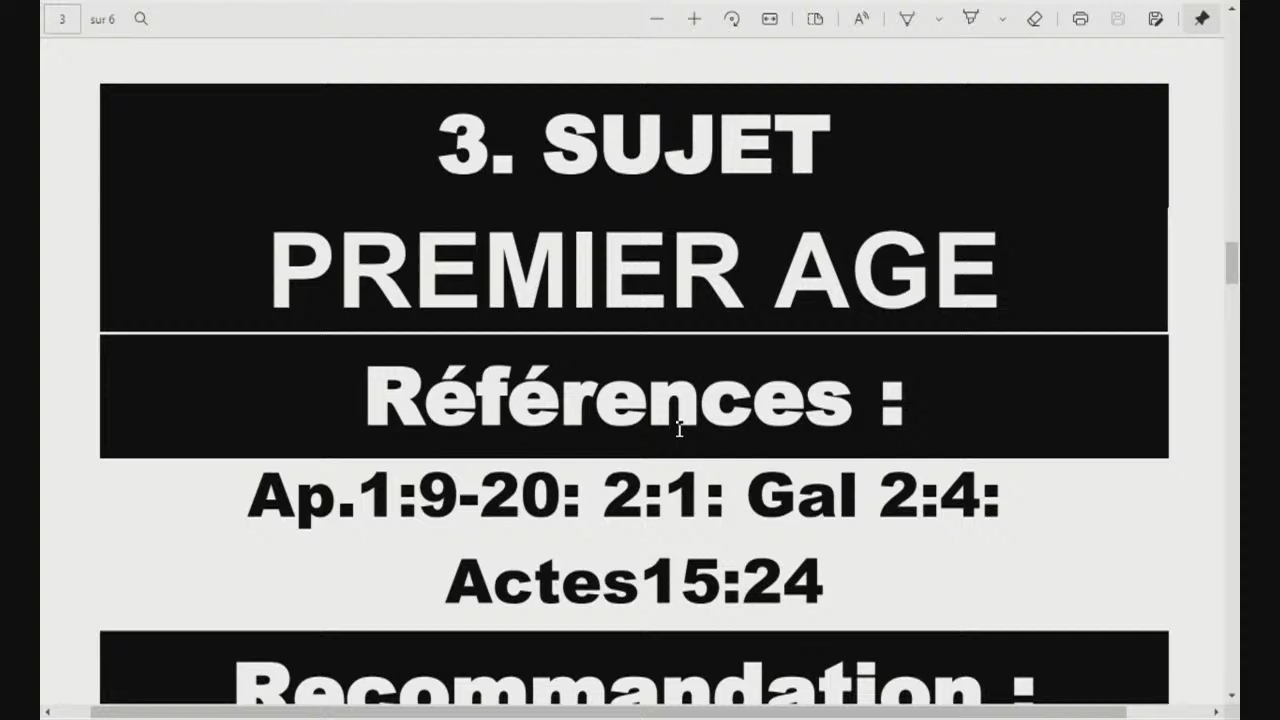 3 sur 6
3. SUJET
PREMIER AGE
Références :
Ap.1:9-20: 2:1: Gal 2:4:
Actes15:24
Recommandation :